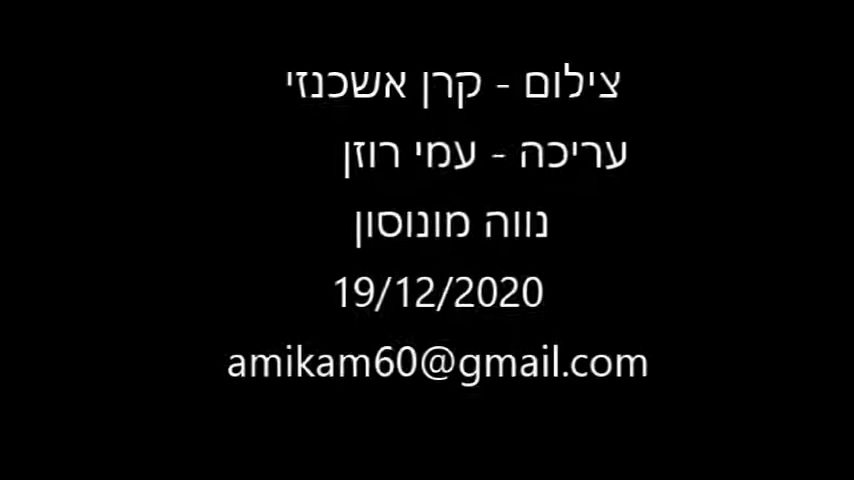 צילום - קרן אשכנזי
עריכה - עמי רוזן
נווה מונוסון
19/12/2020
amikam60@gmail.com